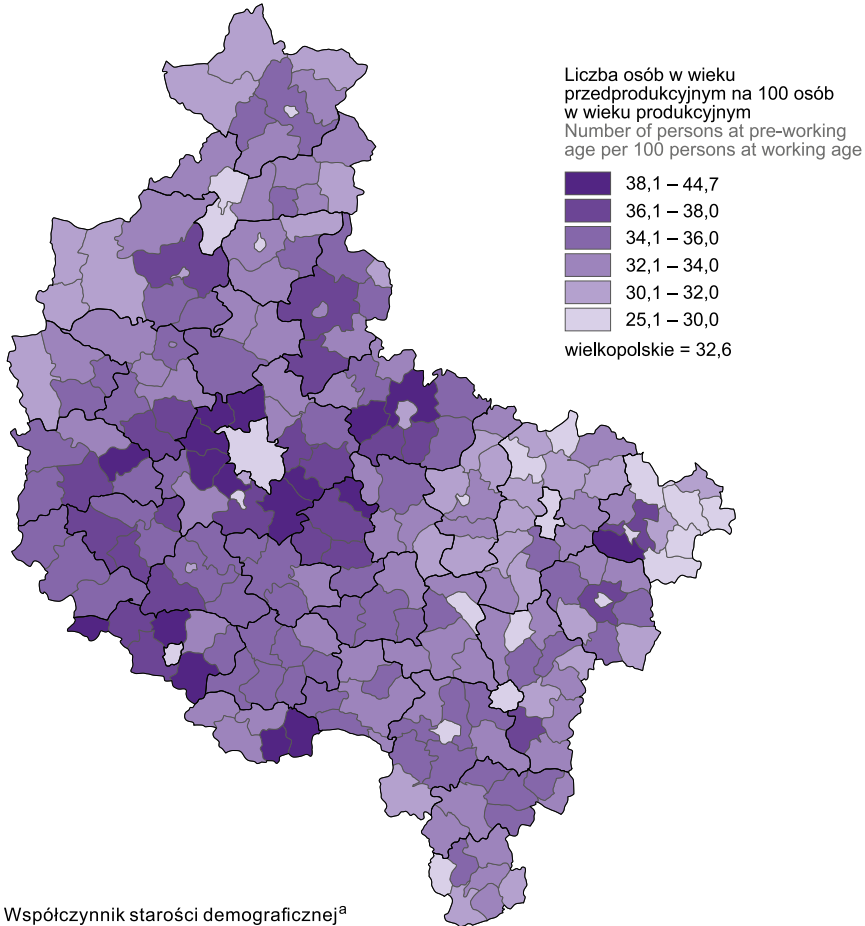 Liczba osób w wieku
przedprodukcyjnym na 100 osób
w wieku produkcyjnym
Number of persons at pre-working
age per 100 persons at working age
38,1 – 44,7
36,1 – 38,0
34,1 – 36,0
32,1 – 34,0
30,1 – 32,0
25,1 – 30,0
wielkopolskie = 32,6
Współczynnik starości demograficznejᵃ